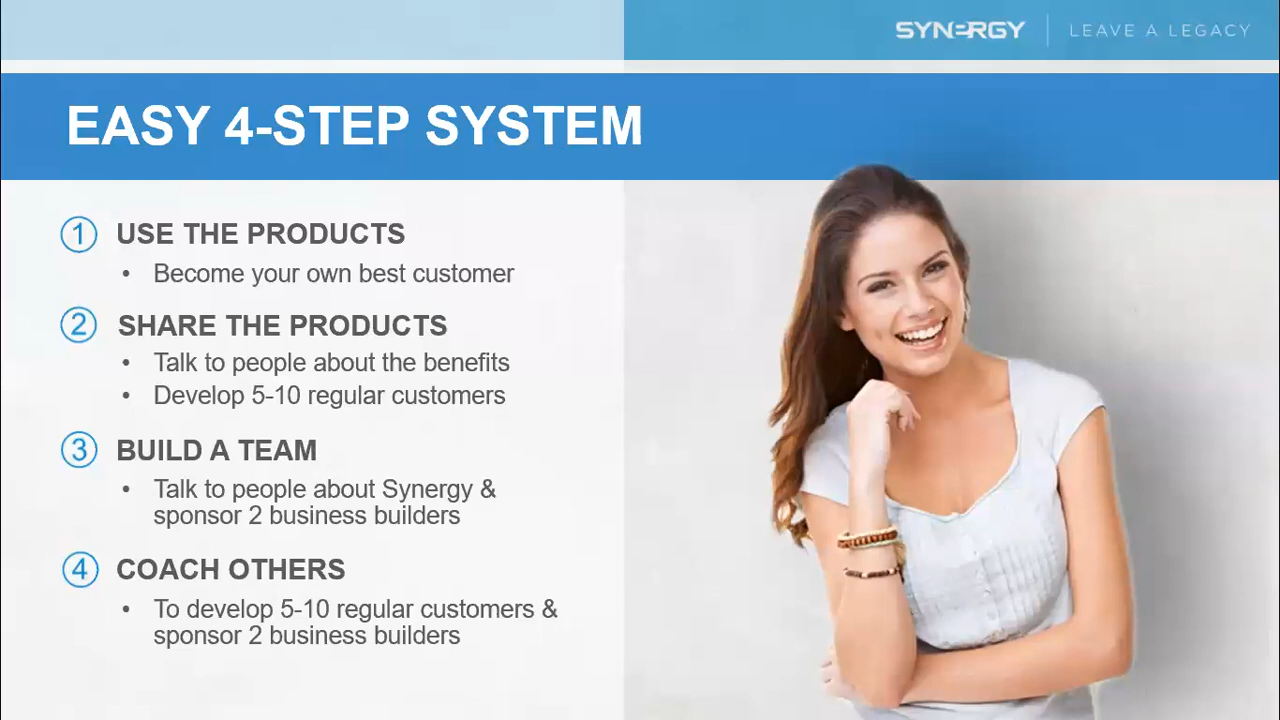 SYNERGY | LEAVE A LEGACY
EASY 4-STEP SYSTEM
1 USE THE PRODUCTS
• Become your own best customer
2 SHARE THE PRODUCTS
• Talk to people about the benefits
• Develop 5-10 regular customers
3 BUILD A TEAM
• Talk to people about Synergy &
sponsor 2 business builders
4 COACH OTHERS
• To develop 5-10 regular customers &
sponsor 2 business builders